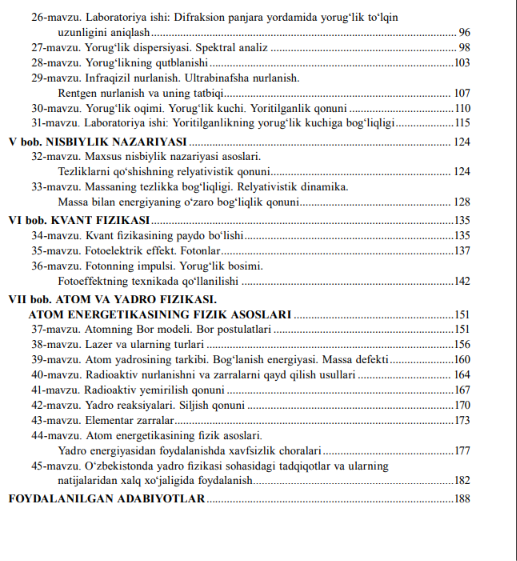 26-mavzu. Laboratoriya ishi: Difraksion panjara yordamida yorug‘lik to‘lqin
uzunligini aniqlash 96
27-mavzu. Yorug‘lik dispersiyasi. Spektral analiz 98
28-mavzu. Yorug‘likning qutblanishi 103
29-mavzu. Infraqizil nurlanish. Ultrabinafsha nurlanish.
Rentgen nurlanish va uning tatbiqi 107
30-mavzu. Yorug‘lik oqimi. Yorug‘lik kuchi. Yoritilganlik qonuni 110
31-mavzu. Laboratoriya ishi: Yoritilganlikning yorug‘lik kuchiga bog‘liqligi 115
V bob. NISBIYLIK NAZARIYASI 124
32-mavzu. Maxsus nisbiylik nazariyasi asoslari.
Tezliklarni qo‘shishning relyativistik qonuni 124
33-mavzu. Massaning tezlikka bog‘liqligi. Relyativistik dinamika.
Massa bilan energiyaning o‘zaro bog‘liqlik qonuni 128
VI bob. KVANT FIZIKASI 135
34-mavzu. Kvant fizikasining paydo bo‘lishi 135
35-mavzu. Fotoelektrik effekt. Fotonlar 137
36-mavzu. Fotonning impulsi. Yorug‘lik bosimi.
Fotoeffektning texnikada qo‘llanilishi 142
VII bob. ATOM VA YADRO FIZIKASI.
ATOM ENERGETIKASINING FIZIK ASOSLARI 151
37-mavzu. Atomning Bor modeli. Bor postulatlari 151
38-mavzu. Lazer va ularning turlari 156
39-mavzu. Atom yadrosining tarkibi. Bog‘lanish energiyasi. Massa defekti 160
40-mavzu. Radioaktiv nurlanishni va zarralarni qayd qilish usullari 164
41-mavzu. Radioaktiv yemirilish qonuni 167
42-mavzu. Yadro reaksiyalari. Siljish qonuni 170
43-mavzu. Elementar zarralar 173
44-mavzu. Atom energetikasining fizik asoslari.
Yadro energiyasidan foydalanishda xavfsizlik choralari 177
45-mavzu. O‘zbekistonda yadro fizikasi sohasidagi tadqiqotlar va ularning
natijalaridan xalq xo‘jaligida foydalanish 182
FOYDALANILGAN ADABIYOTLAR 188